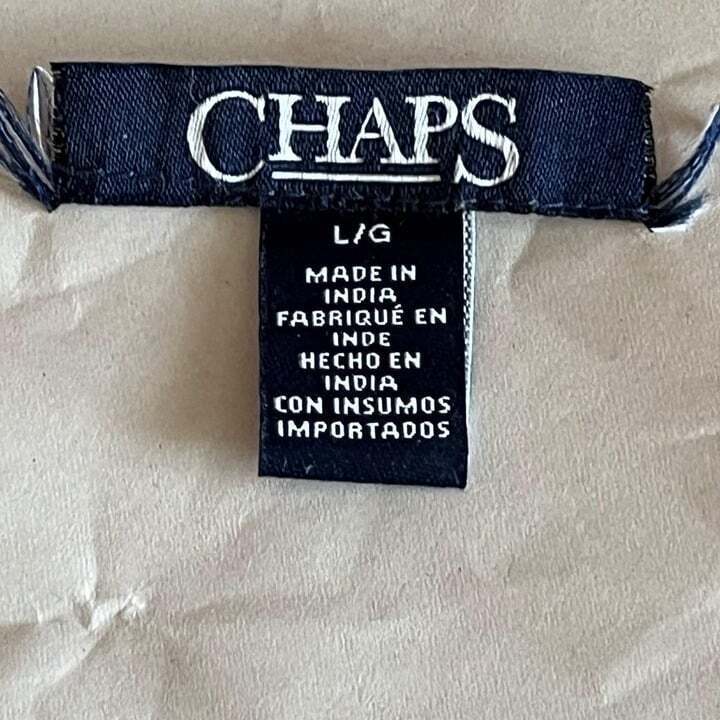 CHAPS
L/G
MADE IN
INDIA
FABRIQUÉ EN
INDE
HECHO EN
INDIA
CON INSUMOS
IMPORTADOS